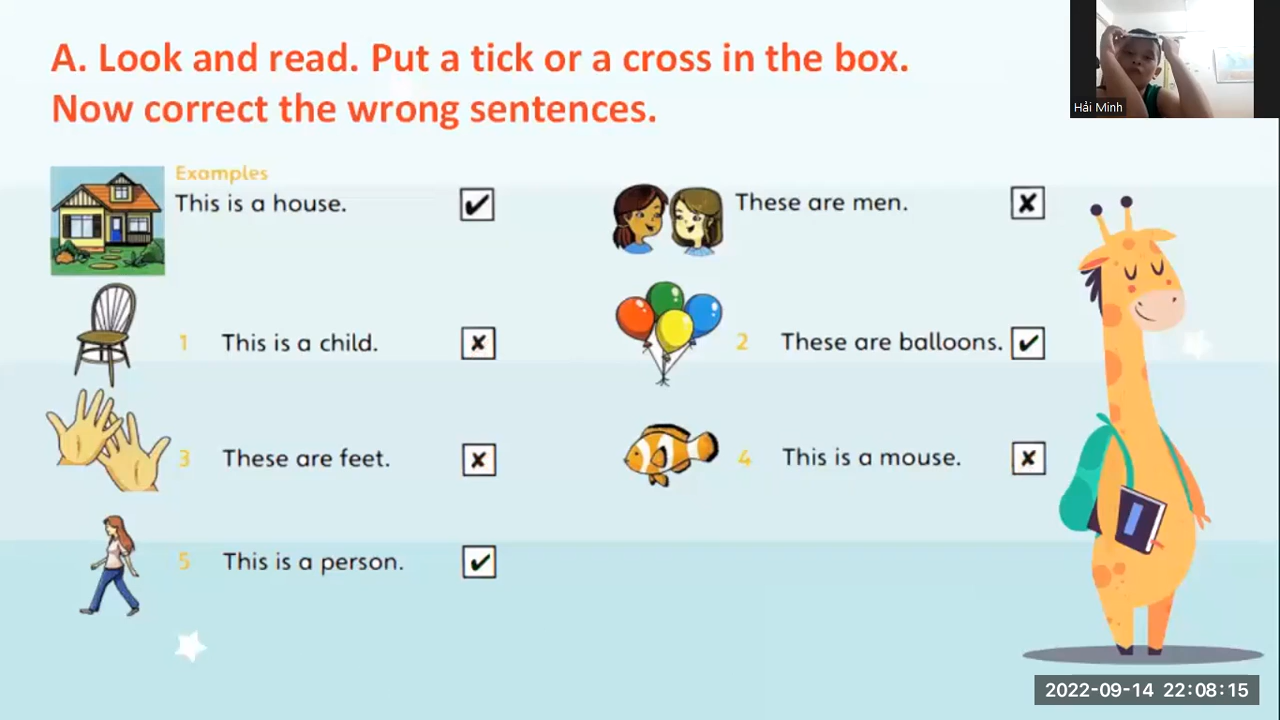 A. Look and read. Put a tick or a cross in the box.
Now correct the wrong sentences.
Hải Minh
Examples
This is a house.
These are men.
1 This is a child.
2 These are balloons.
3 These are feet.
4 This is a mouse.
5 This is a person.
2022-09-14 22:08:15